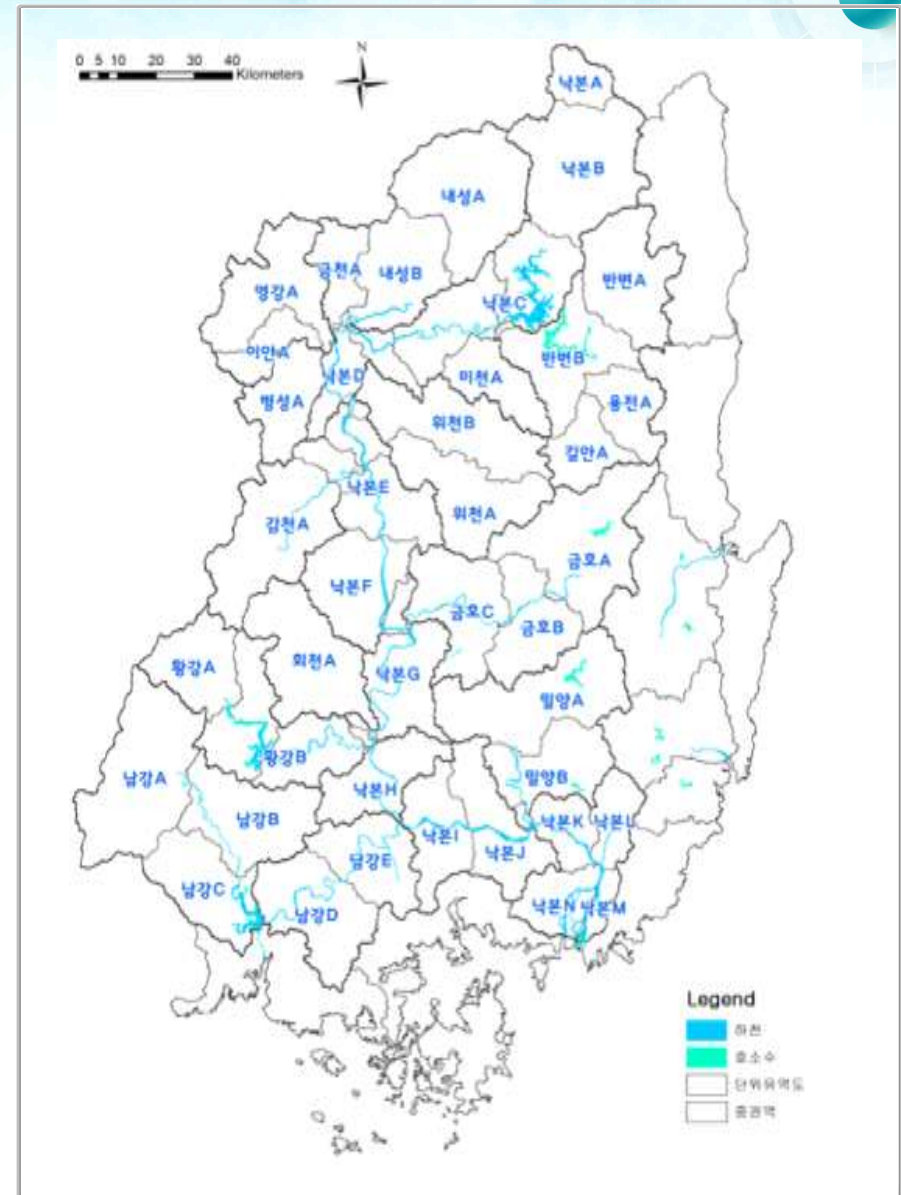 0 5 10 20 30 40
Kilometers
N
낙본A
낙본B
내성A
금천A
내성B
반변A
영강A
낙본C
이안A
반변B
낙본D
미천A
병성A
용천A
위천B
길안A
낙본E
위천A
감천A
금호A
낙본F
금호C
금호B
황강A
회천A
낙본G
밀양A
황강B
남강A
밀양B
낙본H
남강B
낙본K
낙본L
낙본I
낙본J
남강E
남강C
남강D
낙본N
낙본M
Legend
하천
호소수
단위유역도
중권역